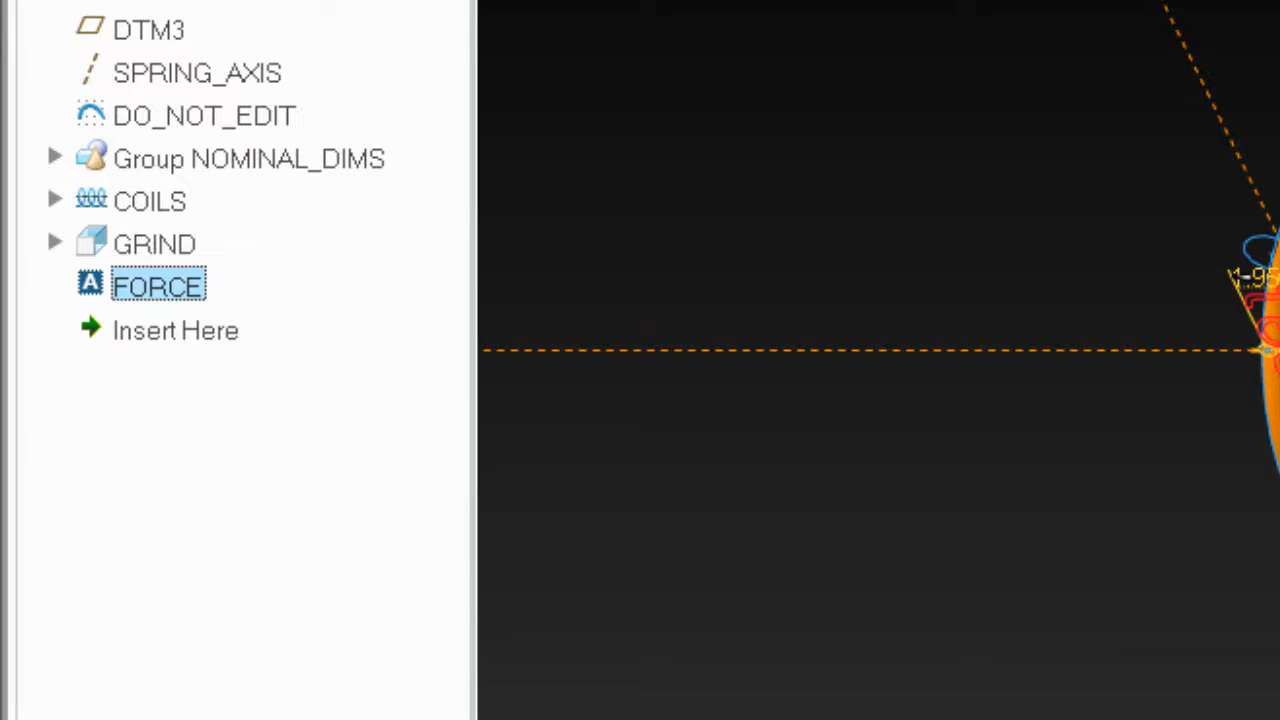 DTM3
SPRING_AXIS
DO_NOT_EDIT
Group NOMINAL_DIMS
COILS
GRIND
A FORCE
Insert Here